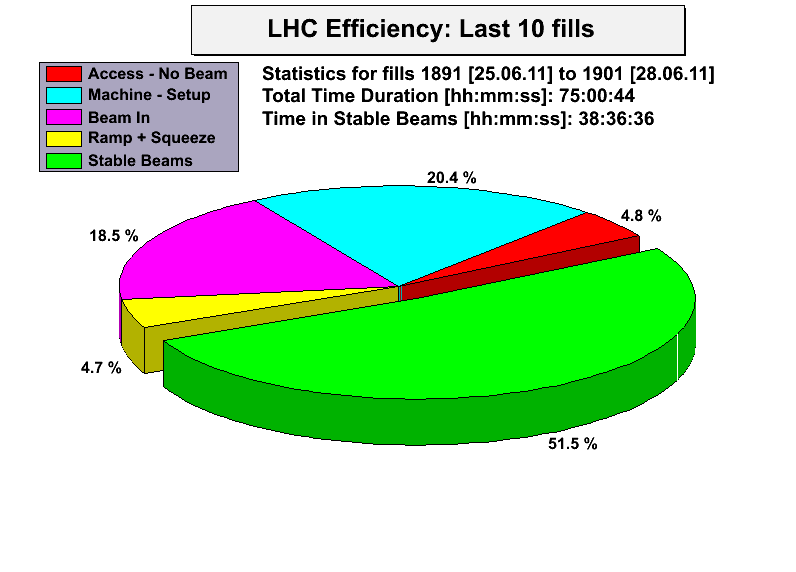 LHC Efficiency: Last 10 fills
Access - No Beam
Machine - Setup
Beam In
Ramp + Squeeze
Stable Beams
Statistics for fills 1891 [25.06.11] to 1901 [28.06.11]
Total Time Duration [hh:mm:ss]: 75:00:44
Time in Stable Beams [hh:mm:ss]: 38:36:36
20.4 %
4.8 %
18.5 %
4.7 %
51.5 %